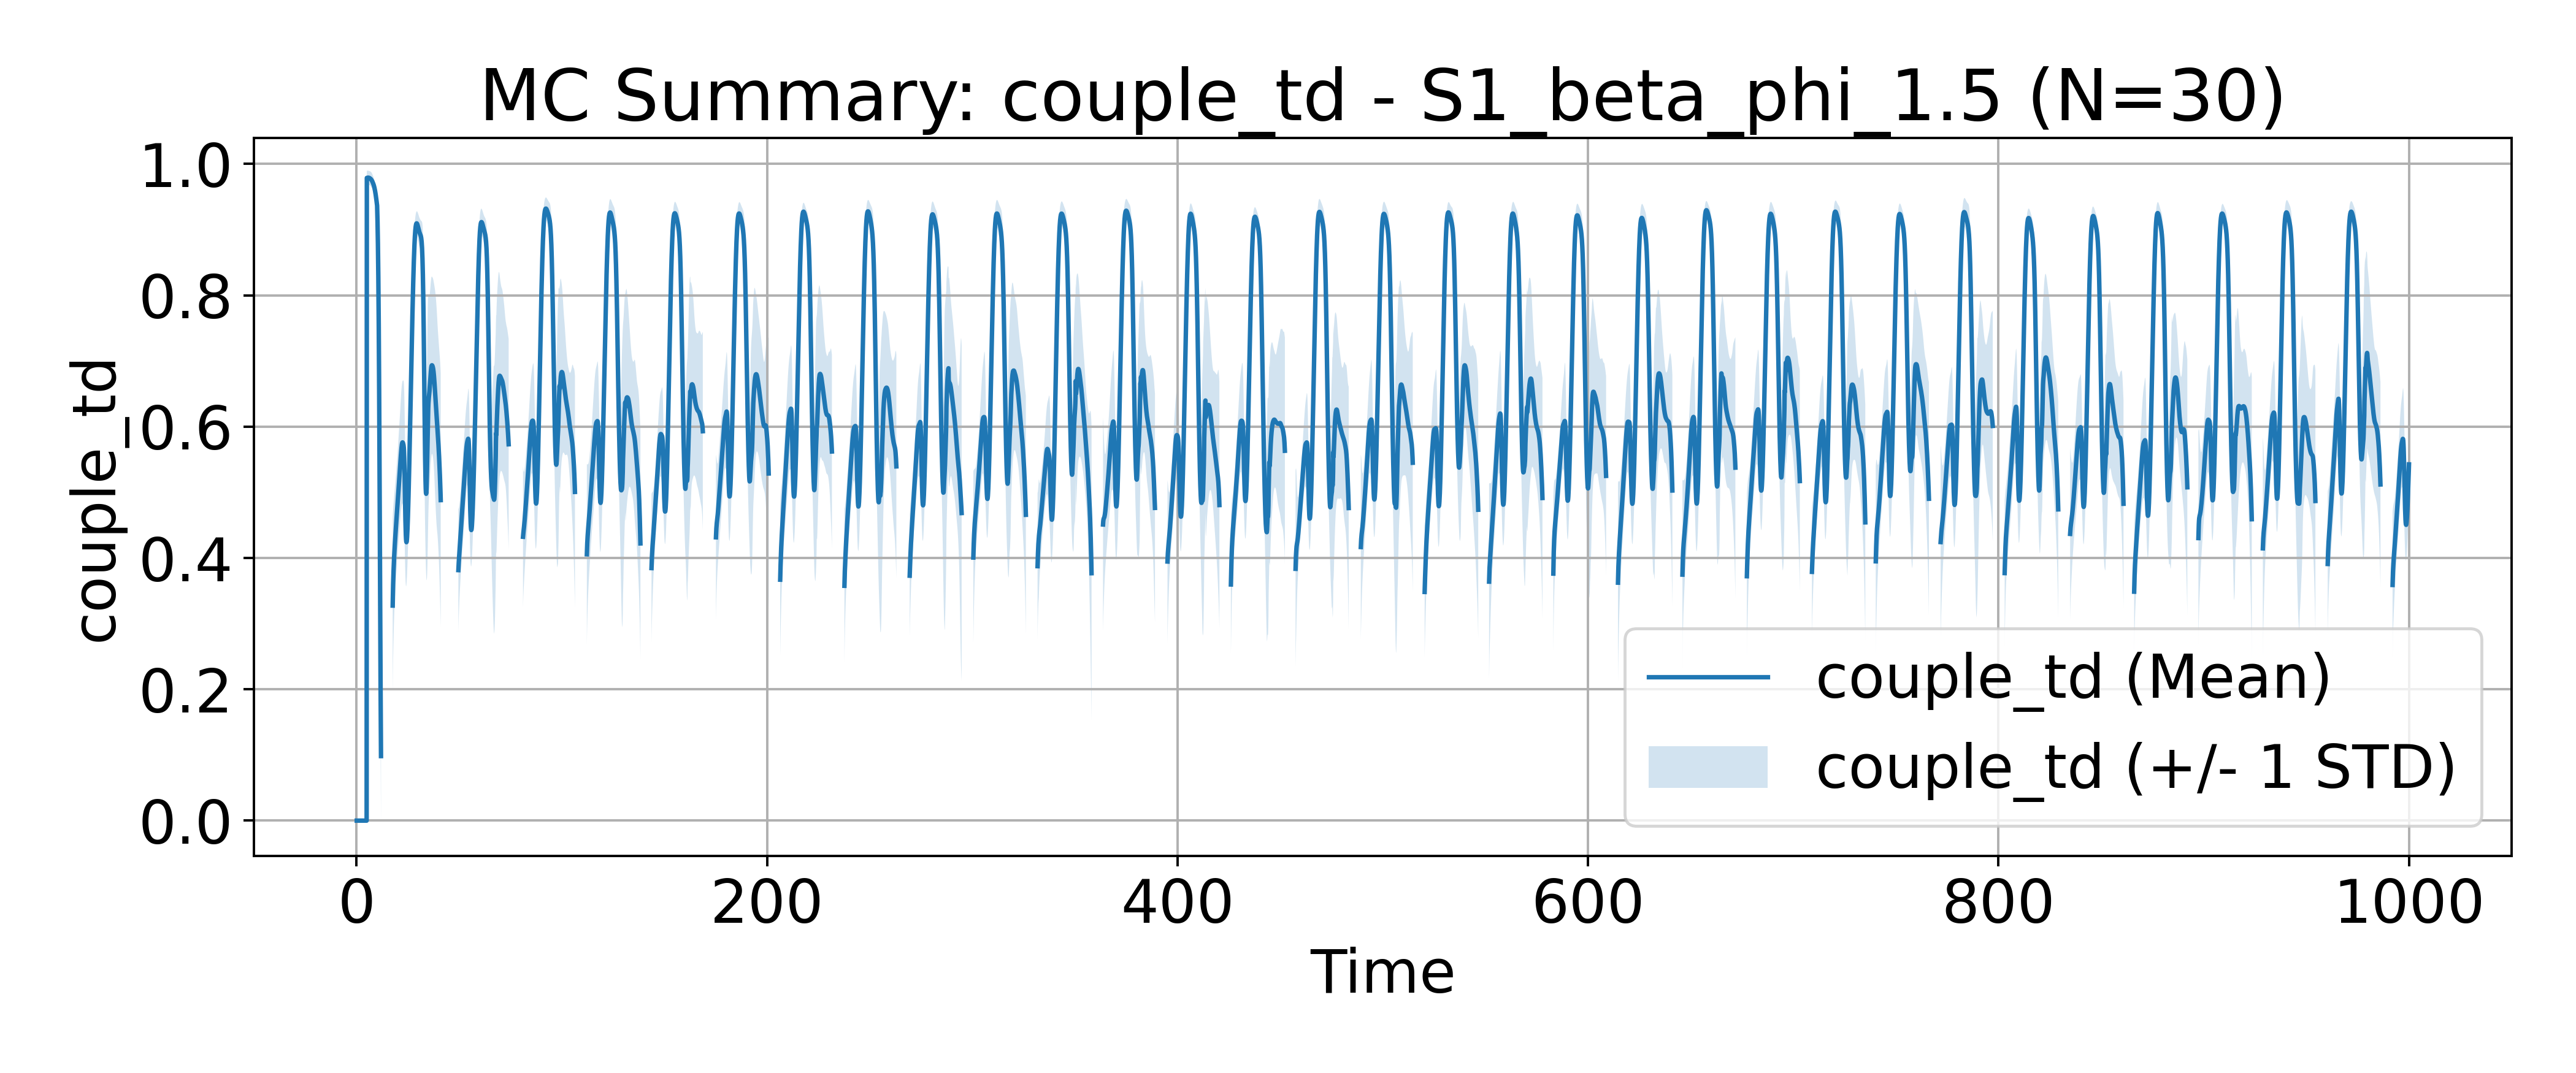 MC Summary: couple_td - S1_beta_phi_1.5 (N=30)
couple_td
1.0
0.8
0.6
0.4
0.2
0.0
couple_td (Mean)
couple_td (+/- 1 STD)
0 200 400 600 800 1000
Time